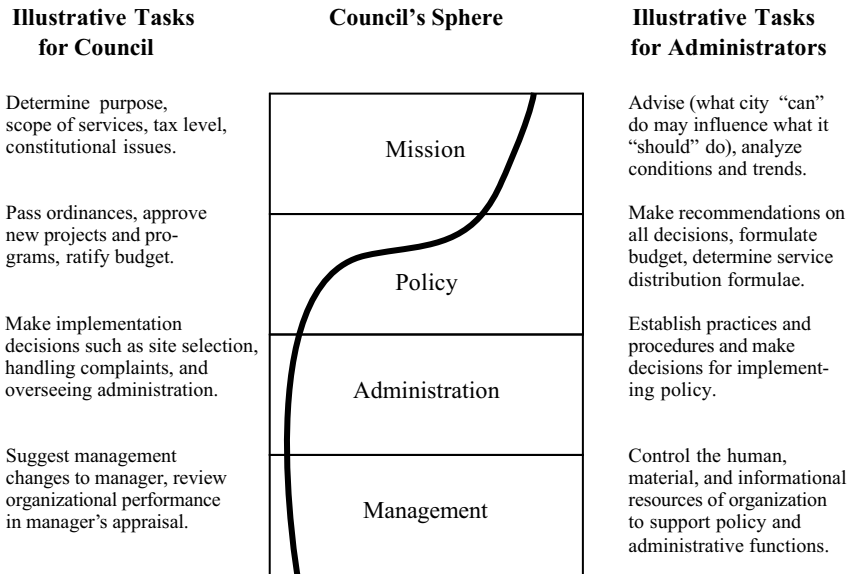 Illustrative Tasks
for Council
Council’s Sphere
Illustrative Tasks
for Administrators
Determine purpose,
scope of services, tax level,
constitutional issues.
Mission
Advise (what city “can”
do may influence what it
“should” do), analyze
conditions and trends.
Pass ordinances, approve
new projects and pro-
grams, ratify budget.
Policy
Make recommendations on
all decisions, formulate
budget, determine service
distribution formulae.
Make implementation
decisions such as site selection,
handling complaints, and
overseeing administration.
Administration
Establish practices and
procedures and make
decisions for implement-
ing policy.
Suggest management
changes to manager, review
organizational performance
in manager’s appraisal.
Management
Control the human,
material, and informational
resources of organization
to support policy and
administrative functions.